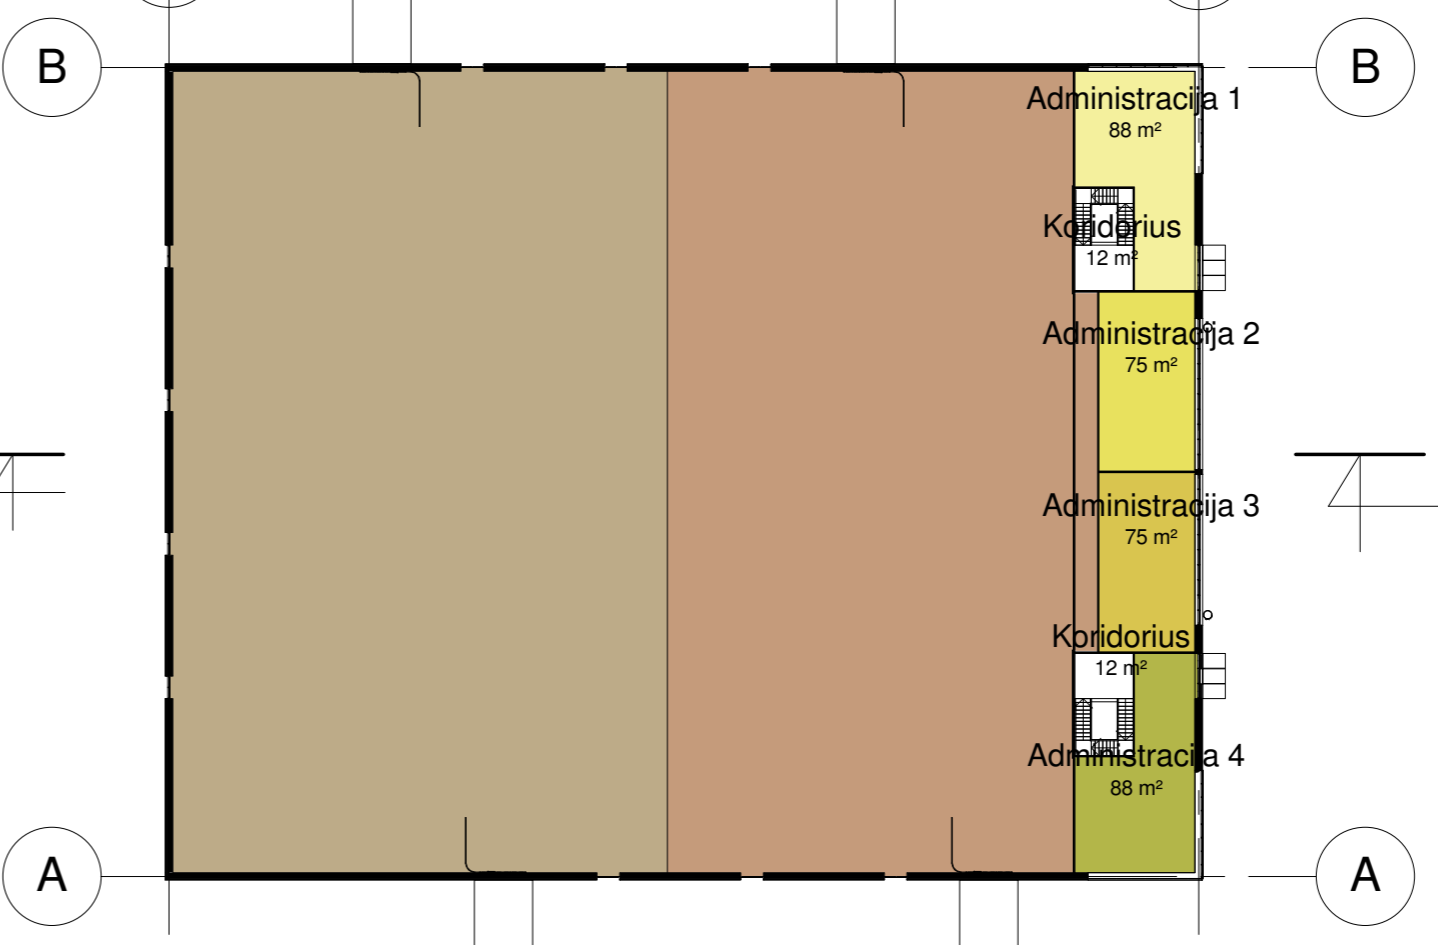 B
B
Administracija 1
88 m²
Koridorius
12 m²
Administracija 2
75 m²
Administracija 3
75 m²
Koridorius
12 m²
Administracija 4
88 m²
A
A